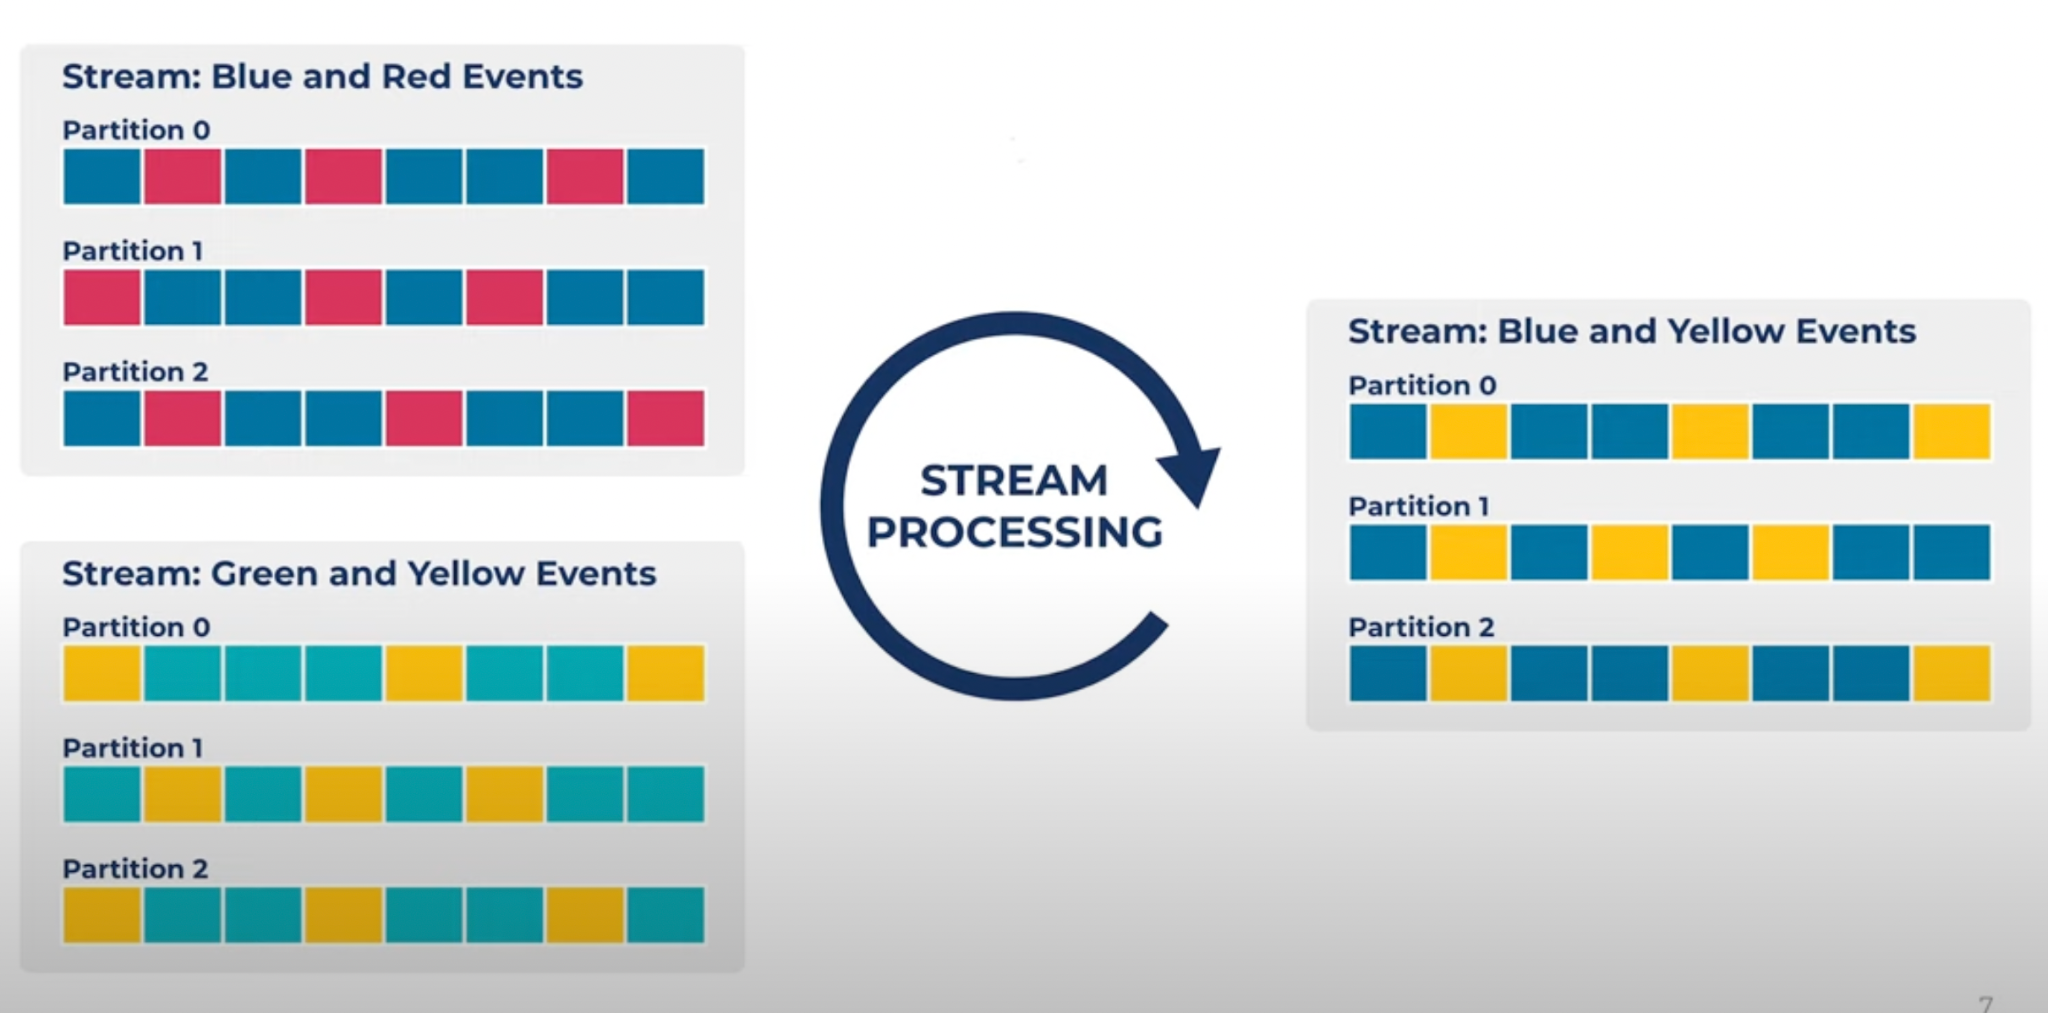 Stream: Blue and Red Events
Partition 0
Partition 1
Partition 2
Stream: Green and Yellow Events
Partition 0
Partition 1
Partition 2
STREAM
PROCESSING
Stream: Blue and Yellow Events
Partition 0
Partition 1
Partition 2
7